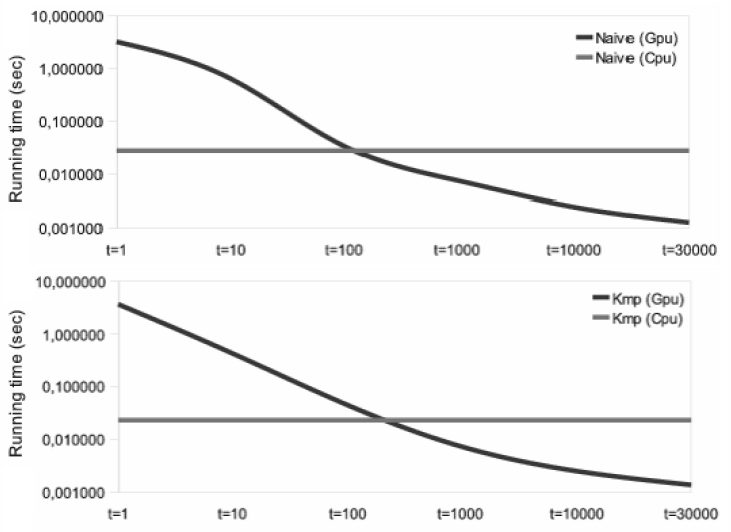 10,000000
Naive (Gpu)
Naive (Cpu)
1,000000
0,100000
0,010000
0,001000
Running time (sec)
t=1 t=10 t=100 t=1000 t=10000 t=30000
10,000000
Kmp (Gpu)
Kmp (Cpu)
1,000000
0,100000
0,010000
0,001000
Running time (sec)
t=1 t=10 t=100 t=1000 t=10000 t=30000